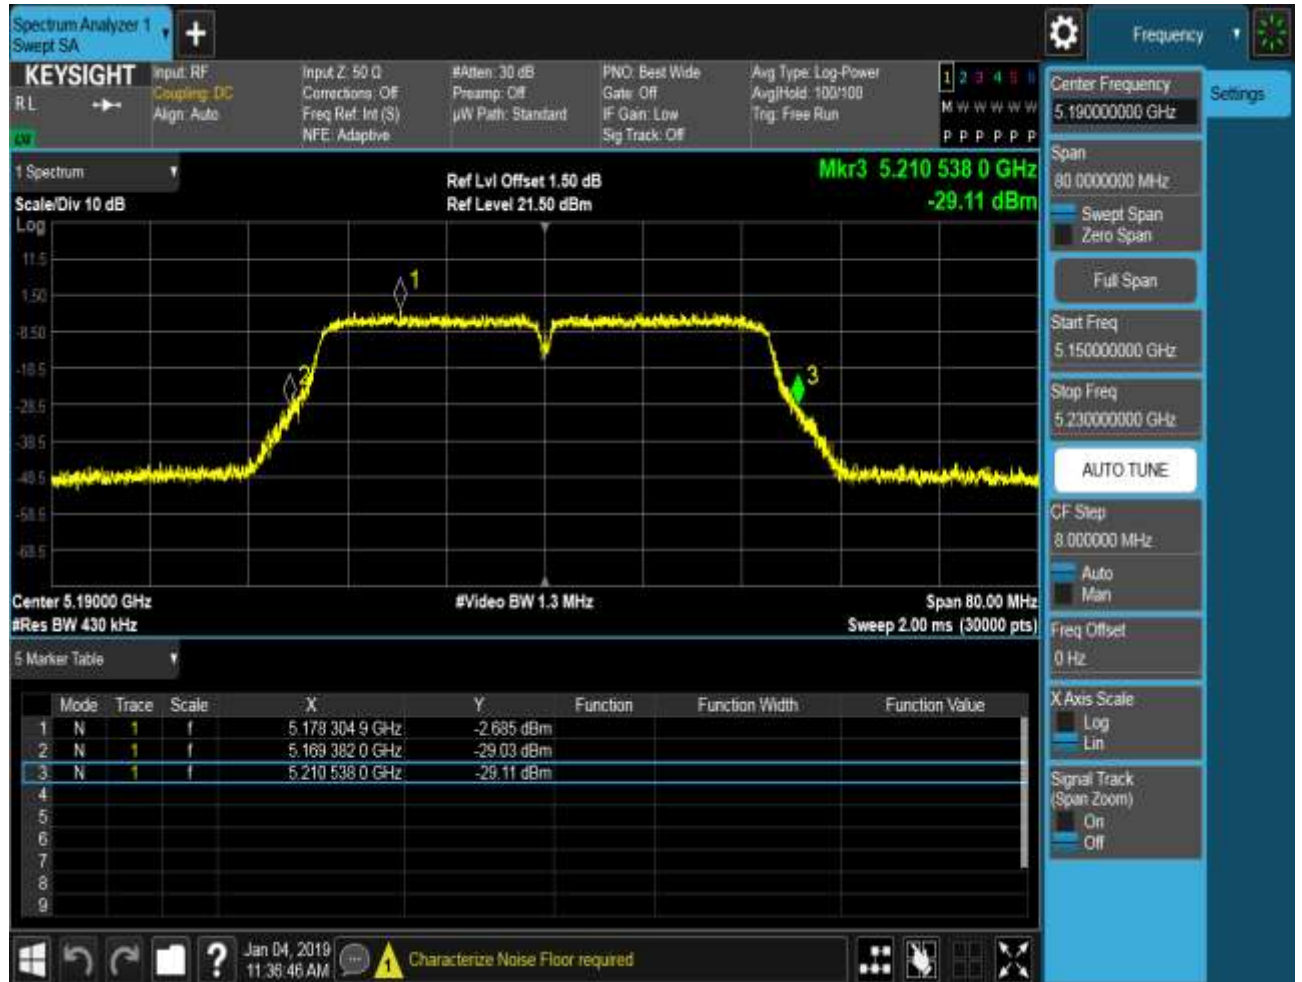 Spectrum Analyzer 1
Swept SA
Frequency
KEYSIGHT
R L
Input: RF
Coupling: DC
Align: Auto
Input Z: 50 Ω
Corrections: Off
Freq Ref: Int (S)
NFE: Adaptive
#Atten: 30 dB
Preamp: Off
µW Path: Standard
PNO: Best Wide
Gate: Off
IF Gain: Low
Sig Track: Off
Avg Type: Log-Power
Avg|Hold: 100/100
Trig: Free Run
1 2 3 4 5 6
M W W W W W
P P P P P P
1 Spectrum
Scale/Div 10 dB
Ref Lvl Offset 1.50 dB
Ref Level 21.50 dBm
Mkr3 5.210 538 0 GHz
-29.11 dBm
Log
11.5
1.50
-8.50
-18.5
-28.5
-38.5
-48.5
-58.5
-68.5
1
2
3
Center 5.19000 GHz
#Res BW 430 kHz
#Video BW 1.3 MHz
Span 80.00 MHz
Sweep 2.00 ms (30000 pts)
5 Marker Table
Mode Trace Scale X Y Function Function Width Function Value
1 N 1 f 5.178 304 9 GHz -2.685 dBm
2 N 1 f 5.169 382 0 GHz -29.03 dBm
3 N 1 f 5.210 538 0 GHz -29.11 dBm
4
5
6
7
8
9
Jan 04, 2019
11:36:46 AM
1
Characterize Noise Floor required
Settings
Center Frequency
5.190000000 GHz
Span
80.0000000 MHz
Swept Span
Zero Span
Full Span
Start Freq
5.150000000 GHz
Stop Freq
5.230000000 GHz
AUTO TUNE
CF Step
8.000000 MHz
Auto
Man
Freq Offset
0 Hz
X Axis Scale
Log
Lin
Signal Track
(Span Zoom)
On
Off